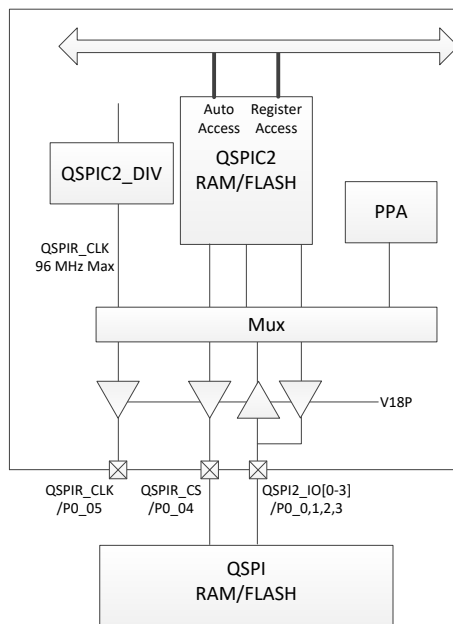 Auto Access
Register Access
QSPIC2
RAM/FLASH
QSPIC2_DIV
PPA
QSPIR_CLK
96 MHz Max
Mux
V18P
QSPIR_CLK
/P0_05
QSPIR_CS
/P0_04
QSPI2_IO[0-3]
/P0_0,1,2,3
QSPI
RAM/FLASH